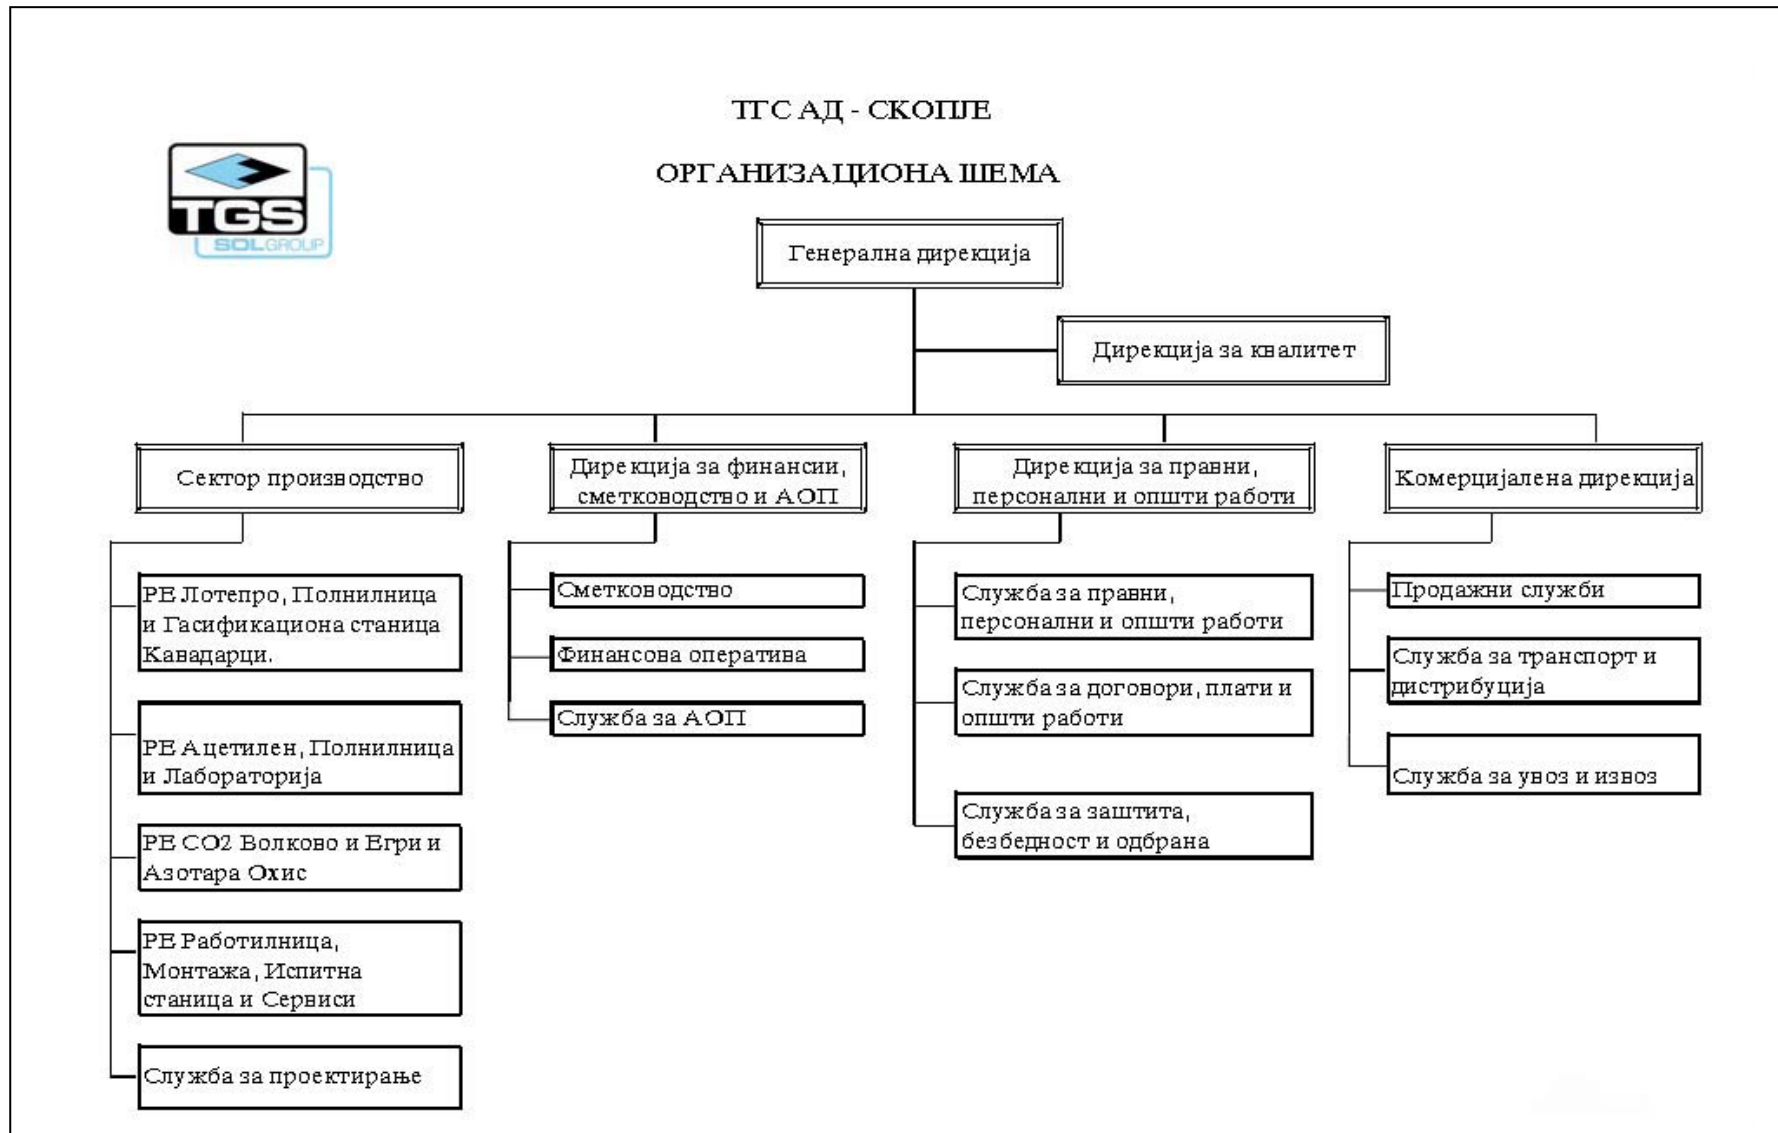 ТГС АД - СКОПЈЕ
ОРГАНИЗАЦИОНА ШЕМА
TGS
SOLGROUP
Генерална дирекција
Дирекција за квалитет
Сектор производство
Дирекција за финансии,
сметководство и АОП
Дирекција за правни,
персонални и општи работи
Комерцијалена дирекција
РЕ Лотепро, Полнилница
и Гасификациона станица
Кавадарци.
РЕ Ацетилен, Полнилница
и Лабораторија
РЕ СО2 Волково и Егри и
Азотара Охис
РЕ Работилница,
Монтажа, Испитна
станица и Сервиси
Служба за проектирање
Сметководство
Финансова оператива
Служба за АОП
Служба за правни,
персонални и општи работи
Служба за договори, плати и
општи работи
Служба за заштита,
безбедност и одбрана
Продажни служби
Служба за транспорт и
дистрибуција
Служба за увоз и извоз